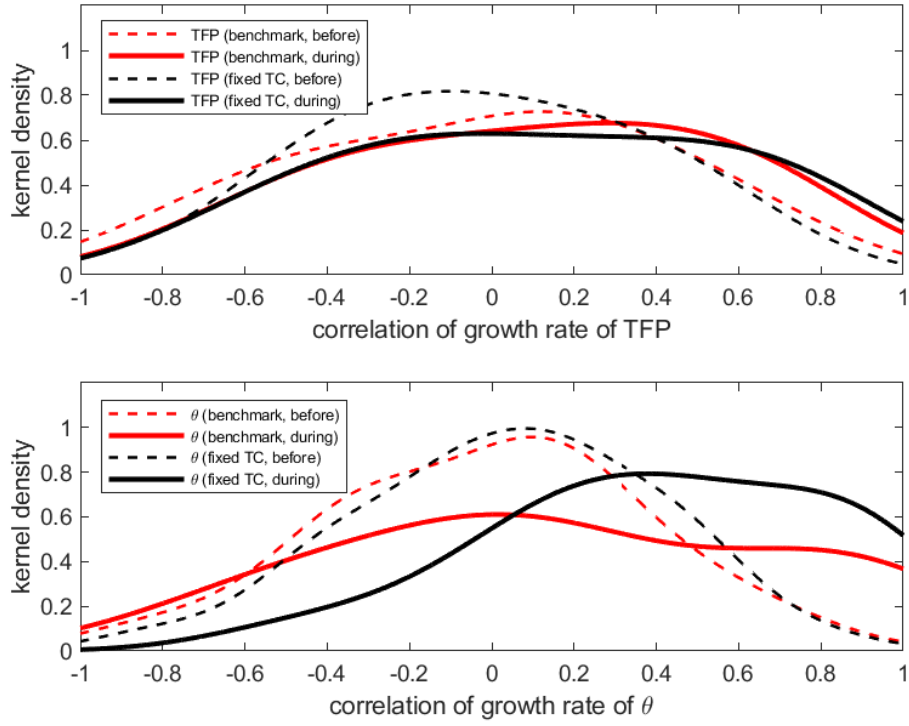 1
0.8
0.6
0.4
0.2
0
kernel density
TFP (benchmark, before)
TFP (benchmark, during)
TFP (fixed TC, before)
TFP (fixed TC, during)
-1 -0.8 -0.6 -0.4 -0.2 0 0.2 0.4 0.6 0.8 1
correlation of growth rate of TFP
1
0.8
0.6
0.4
0.2
0
kernel density
θ (benchmark, before)
θ (benchmark, during)
θ (fixed TC, before)
θ (fixed TC, during)
-1 -0.8 -0.6 -0.4 -0.2 0 0.2 0.4 0.6 0.8 1
correlation of growth rate of θ